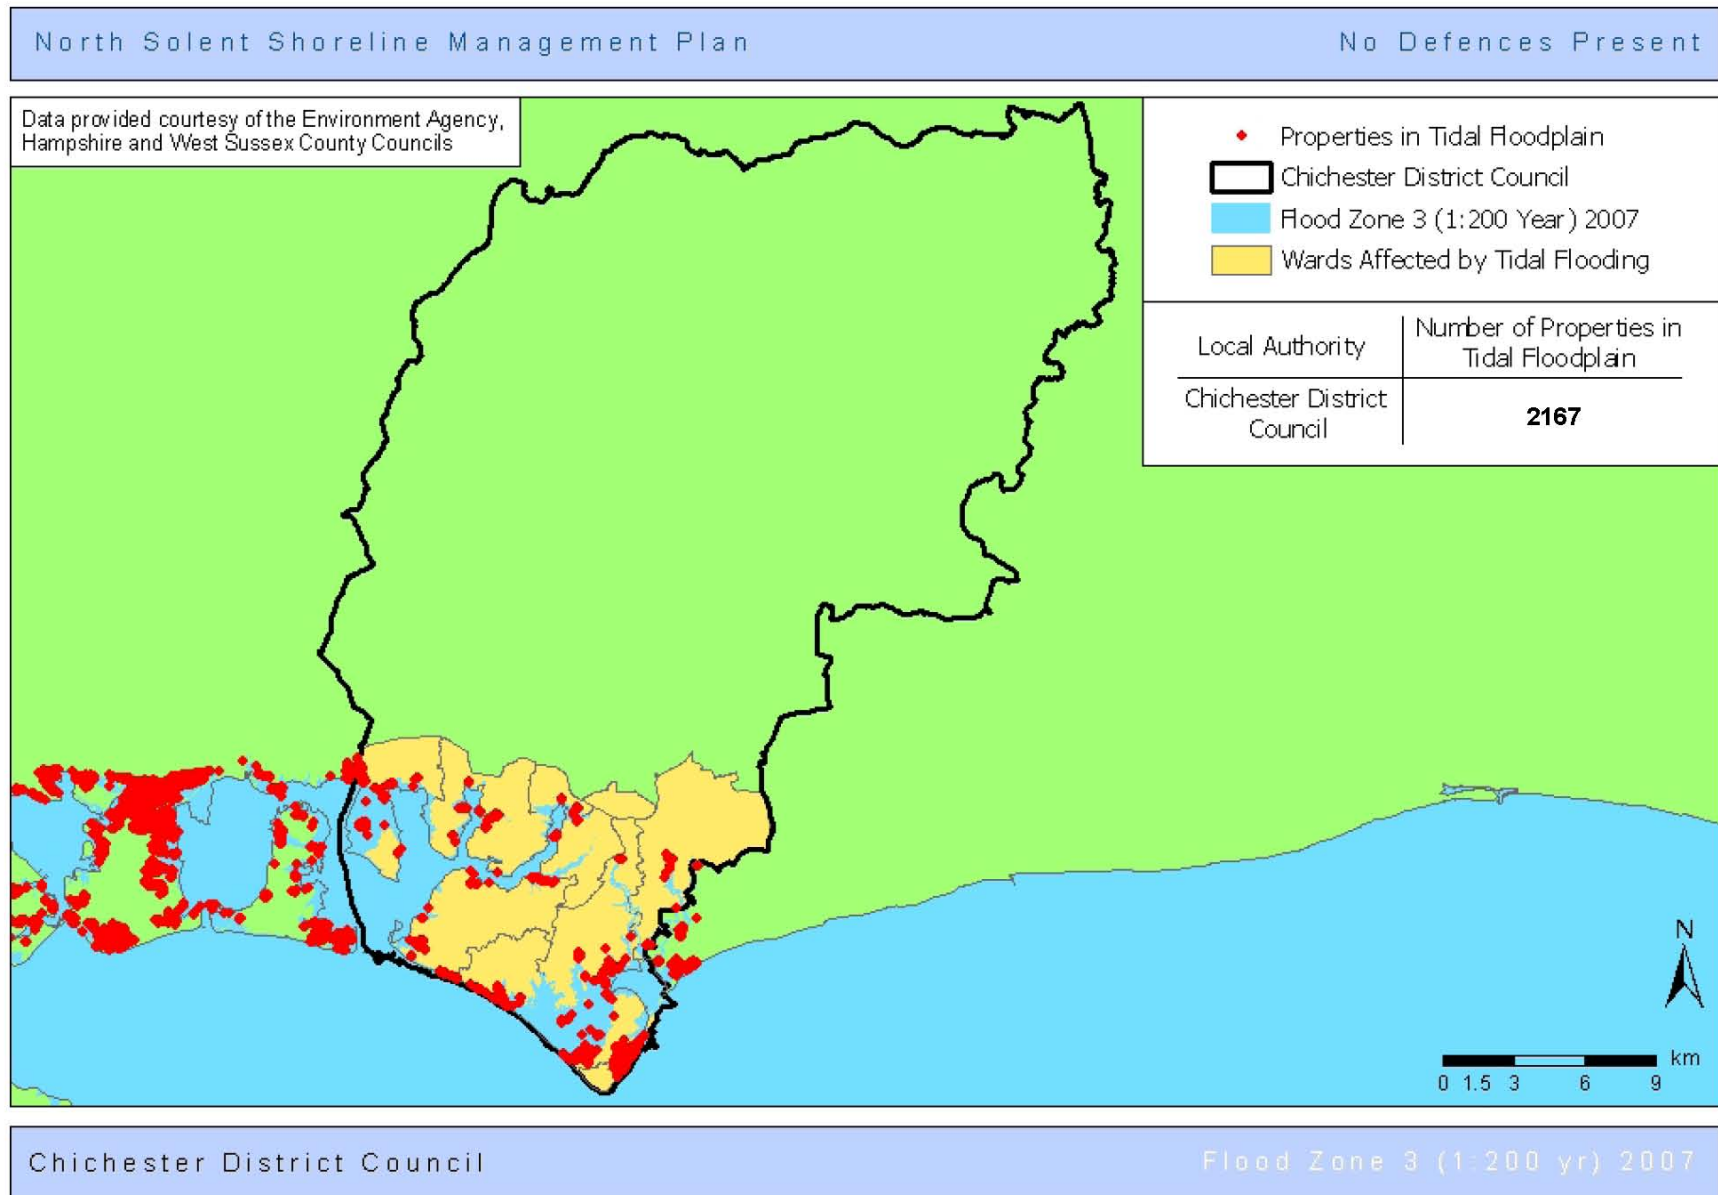 North Solent Shoreline Management Plan
No Defences Present
Data provided courtesy of the Environment Agency,
Hampshire and West Sussex County Councils
Properties in Tidal Floodplain
Chichester District Council
Flood Zone 3 (1:200 Year) 2007
Wards Affected by Tidal Flooding
Local Authority
Number of Properties in
Tidal Floodplain
Chichester District
Council
2167
N
km
0 1.5 3 6 9
Chichester District Council
Flood Zone 3 (1:200 yr) 2007